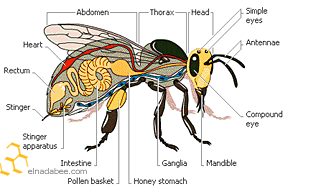 Abdomen Thorax Head
Simple
eyes
Antennae
Heart
Rectum
Stinger
Stinger
apparatus
Compound
eye
Intestine
Ganglia
Mandible
Pollen basket
Honey stomach
elnadabee.com